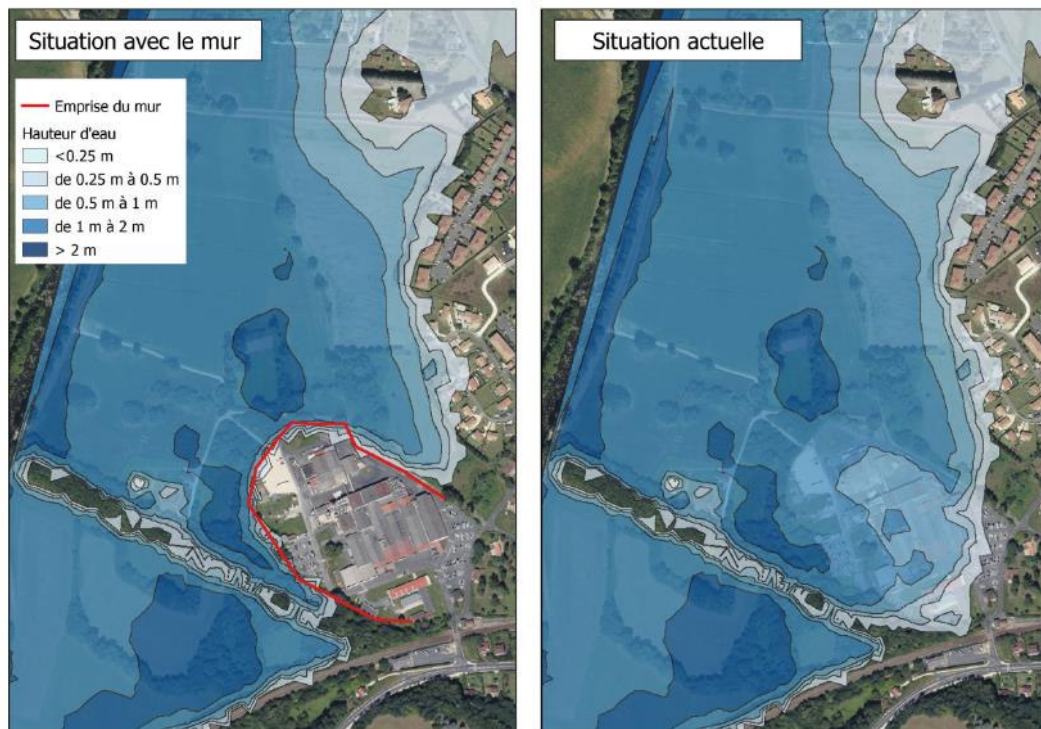 Situation avec le mur
Emprise du mur
Hauteur d'eau
<0.25 m
de 0.25 m à 0.5 m
de 0.5 m à 1 m
de 1 m à 2 m
> 2 m
Situation actuelle